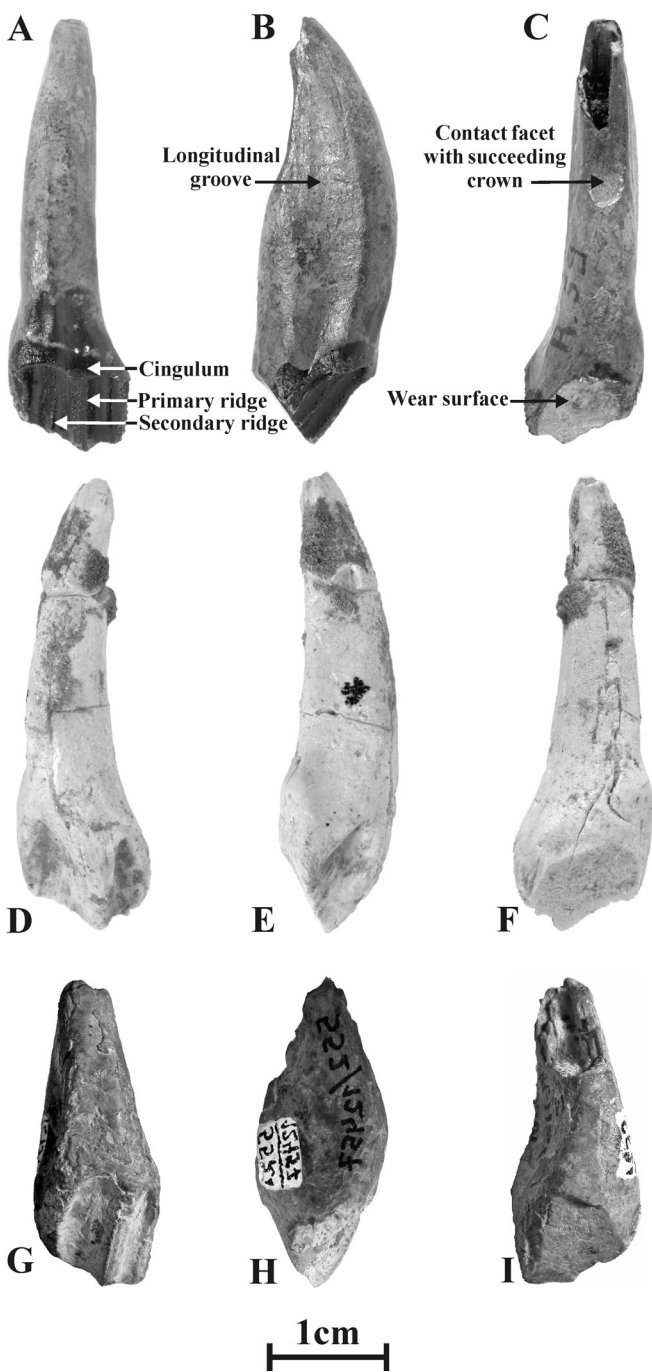 A
B
C
Longitudinal
groove
Contact facet
with succeeding
crown
Cingulum
Primary ridge
Secondary ridge
Wear surface
D
E
F
G
H
I
1cm